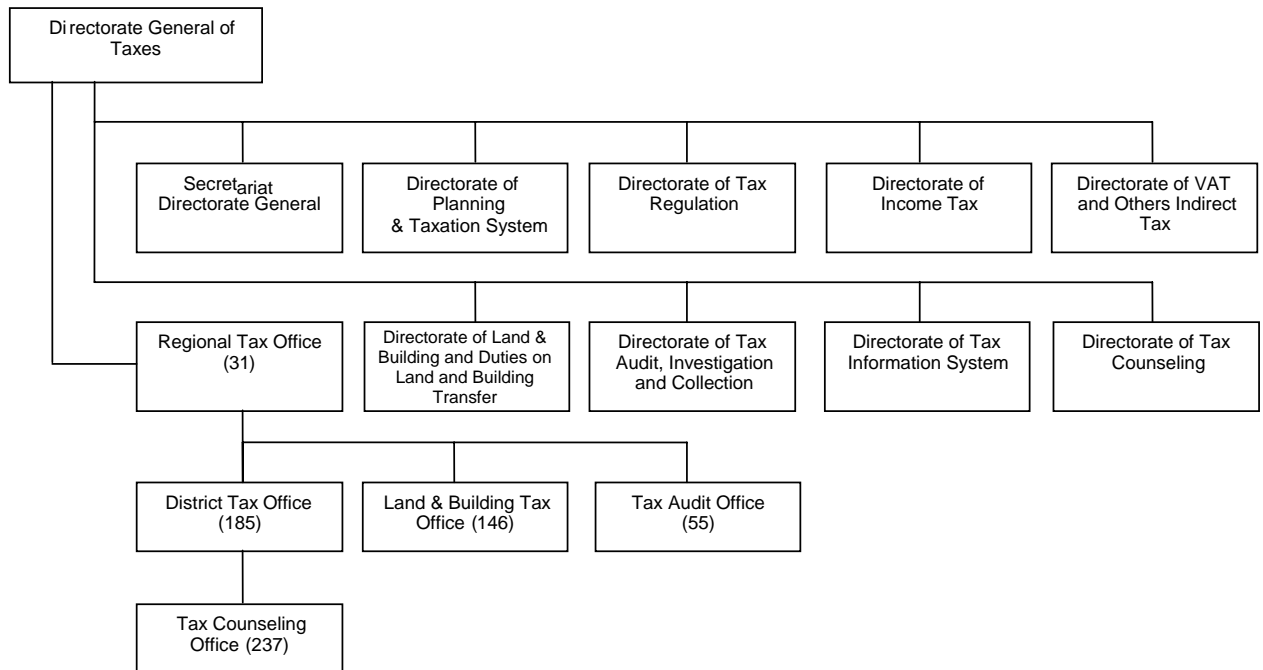 Directorate General of
Taxes
Secretariat
Directorate General
Directorate of
Planning
& Taxation System
Directorate of Tax
Regulation
Directorate of
Income Tax
Directorate of VAT
and Others Indirect
Tax
Regional Tax Office
(31)
Directorate of Land &
Building and Duties on
Land and Building
Transfer
Directorate of Tax
Audit, Investigation
and Collection
Directorate of Tax
Information System
Directorate of Tax
Counseling
District Tax Office
(185)
Land & Building Tax
Office (146)
Tax Audit Office
(55)
Tax Counseling
Office (237)